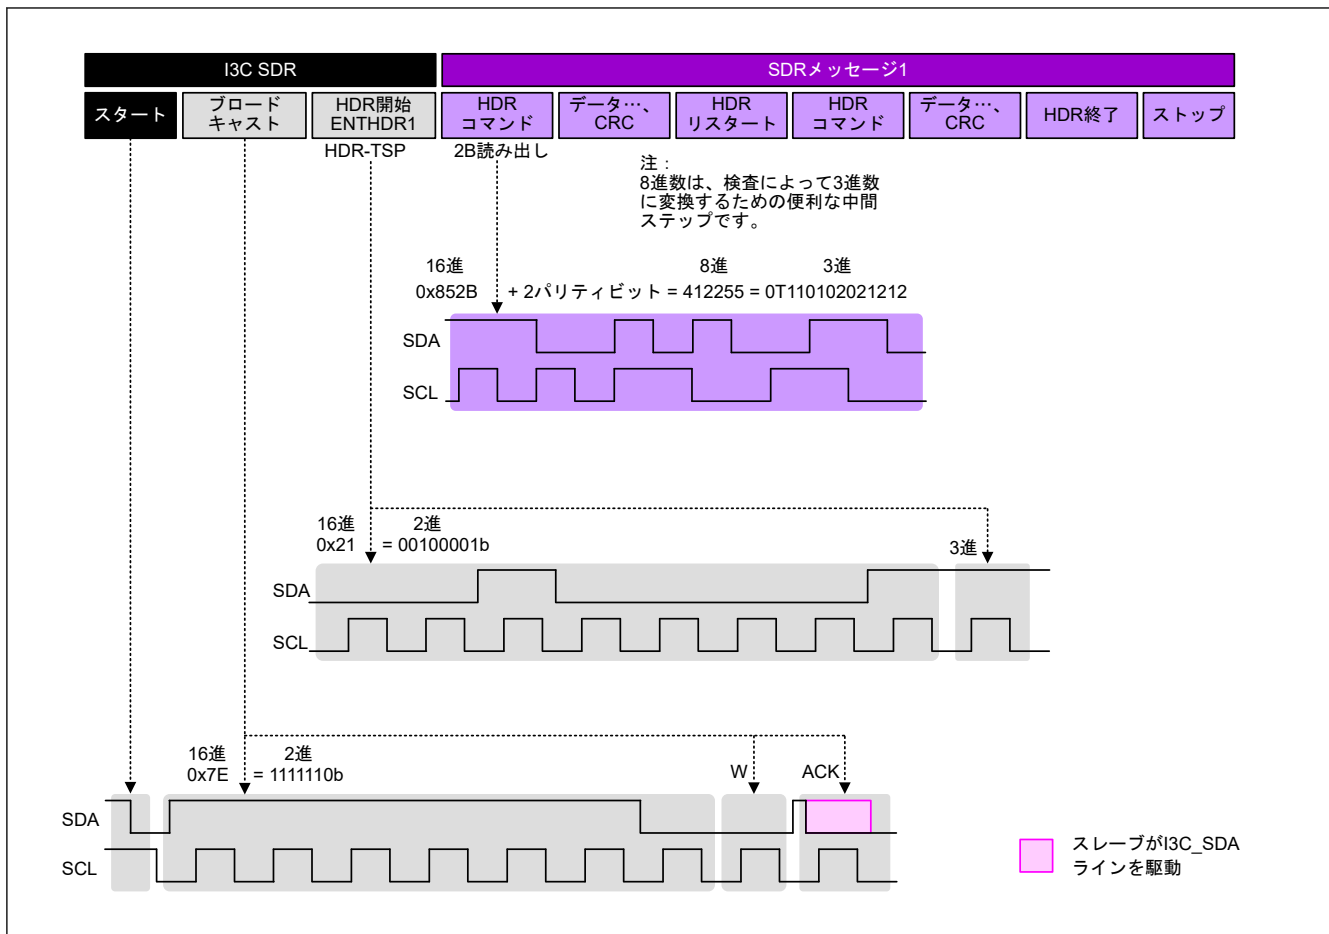 I3C SDR
SDRメッセージ1
スタート
ブロード
キャスト
HDR開始
ENTHDR1
HDR
コマンド
データ…、
CRC
HDR
リスタート
HDR
コマンド
データ…、
CRC
HDR終了
ストップ
HDR-TSP
2B読み出し
注：
8進数は、検査によって3進数
に変換するための便利な中間
ステップです。
16進
8進
3進
0x852B + 2パリティビット = 412255 = 0T110102021212
SDA
SCL
16進
2進
0x21 = 00100001b
3進
SDA
SCL
16進
2進
0x7E = 1111110b
W
ACK
SDA
SCL
スレーブがI3C_SDA
ラインを駆動